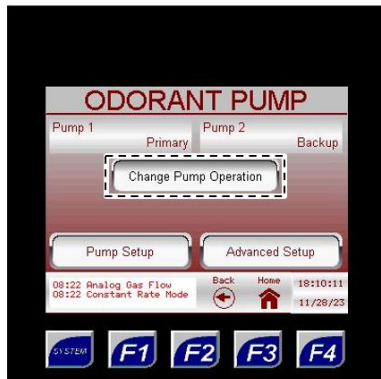 ODORANT PUMP
Pump 1
Primary
Pump 2
Backup
Change Pump Operation
Pump Setup
Advanced Setup
08:22 Analog Gas Flow
08:22 Constant Rate Mode
Back
Home
18:10:11
11/28/23
SYSTEM
F1
F2
F3
F4